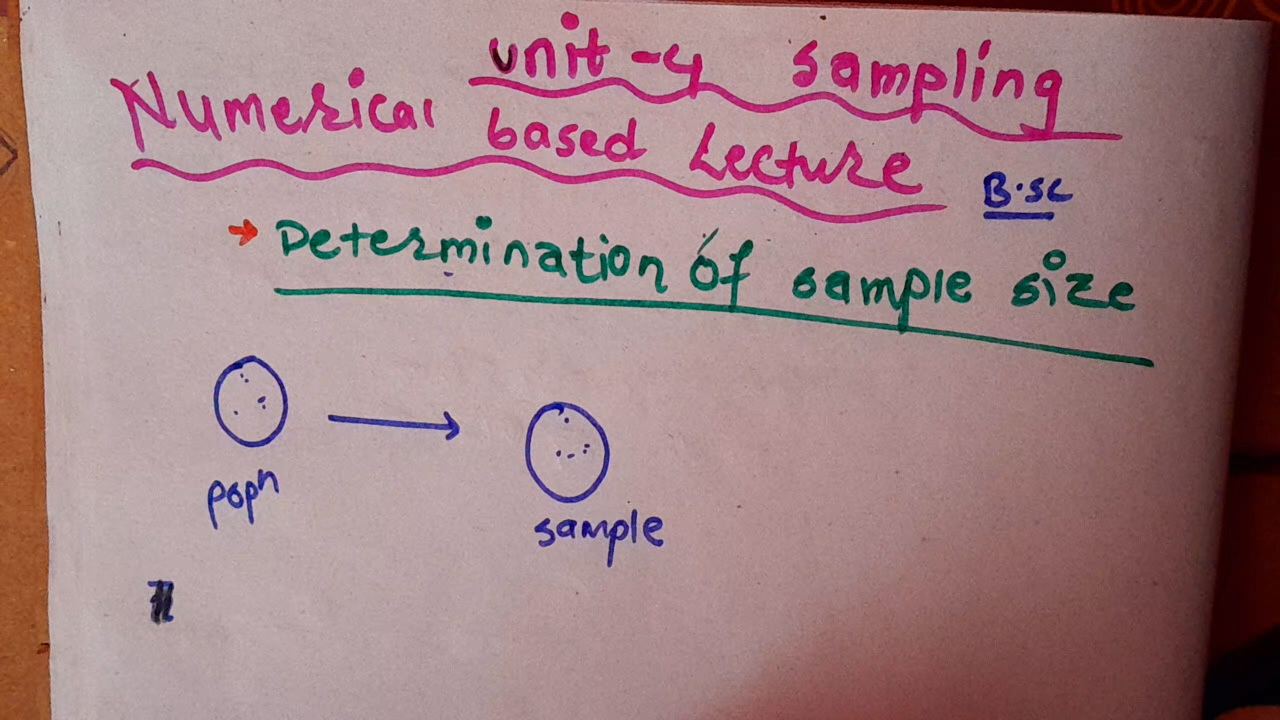 unit-4 sampling
Numerical based Lecture
B.sc
→ Determination of sample size
popn
sample